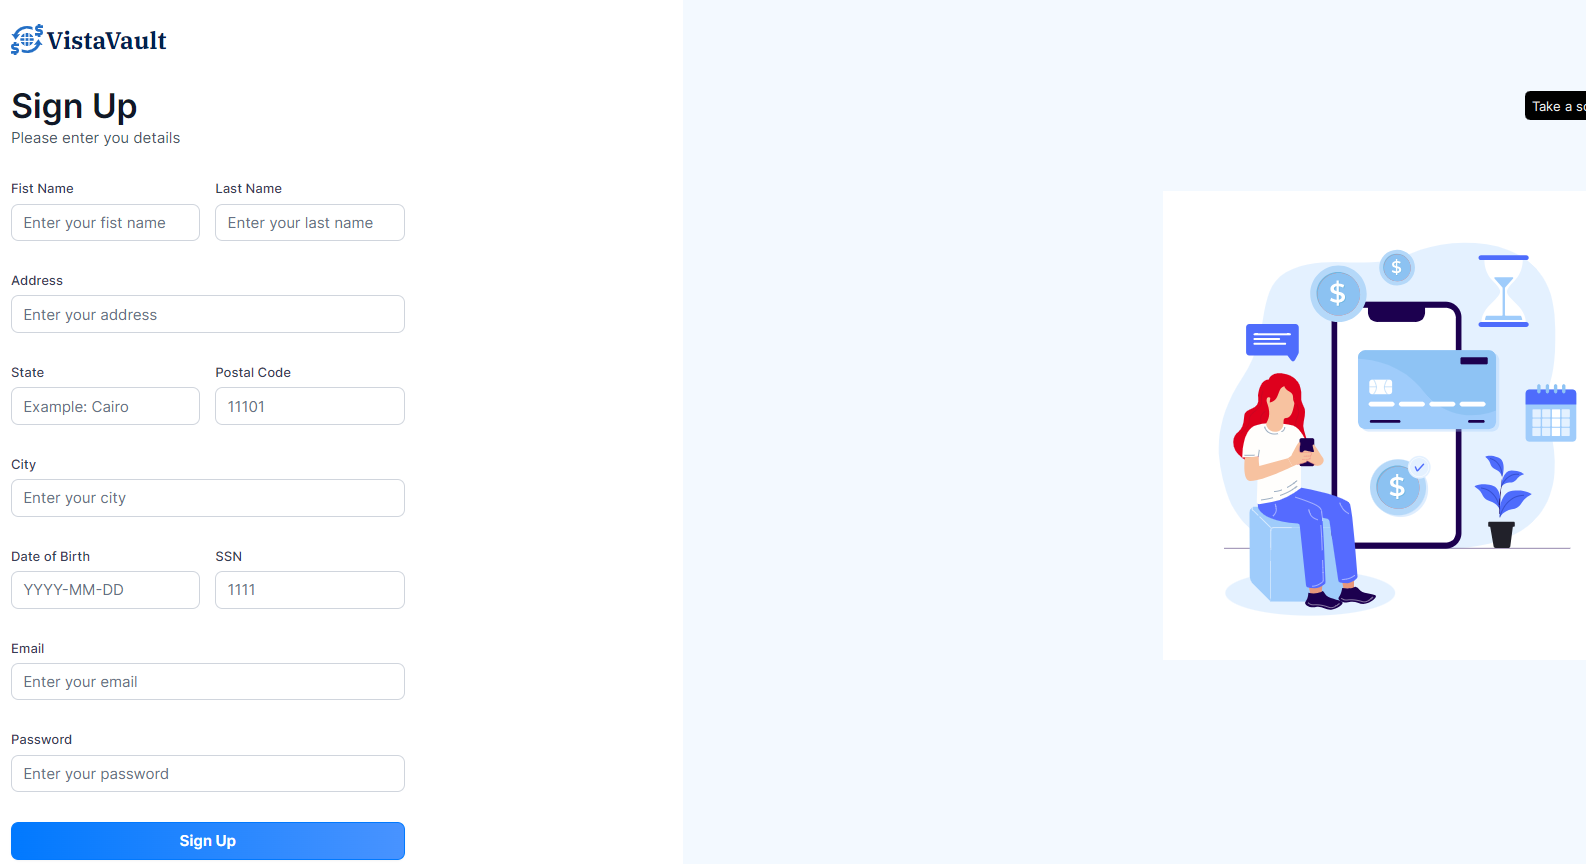 VistaVault
Sign Up
Please enter you details
Fist Name
Last Name
Enter your fist name
Enter your last name
Address
Enter your address
State
Postal Code
Example: Cairo
11101
City
Enter your city
Date of Birth
SSN
YYYY-MM-DD
1111
Email
Enter your email
Password
Enter your password
Sign Up
Take a
$
$
$